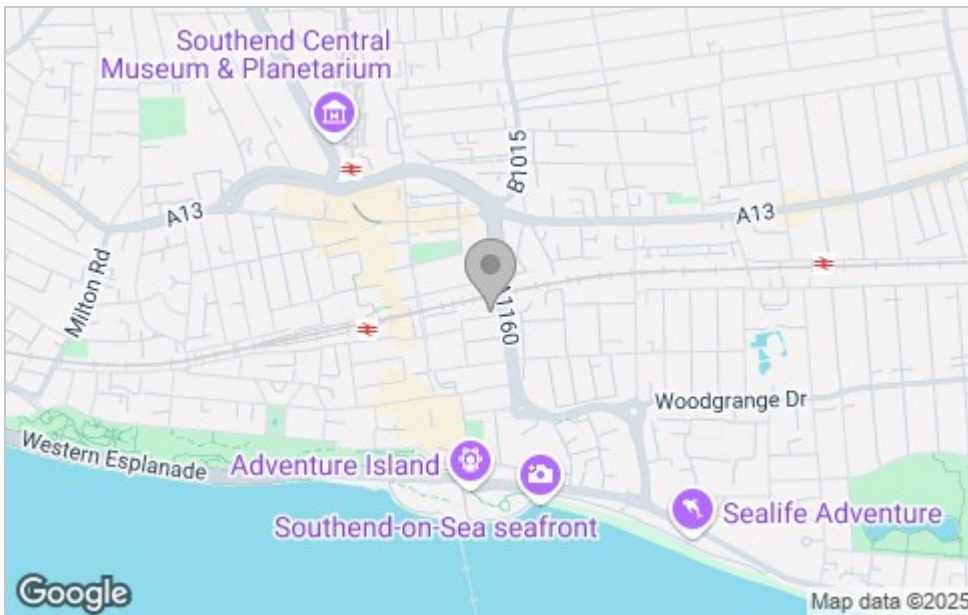 Southend Central
Museum & Planetarium
B1015
A13
A13
Milton Rd
A1160
Woodgrange Dr
Western Esplanade
Adventure Island
Southend-on-Sea seafront
Sealife Adventure
Google
Map data ©2025